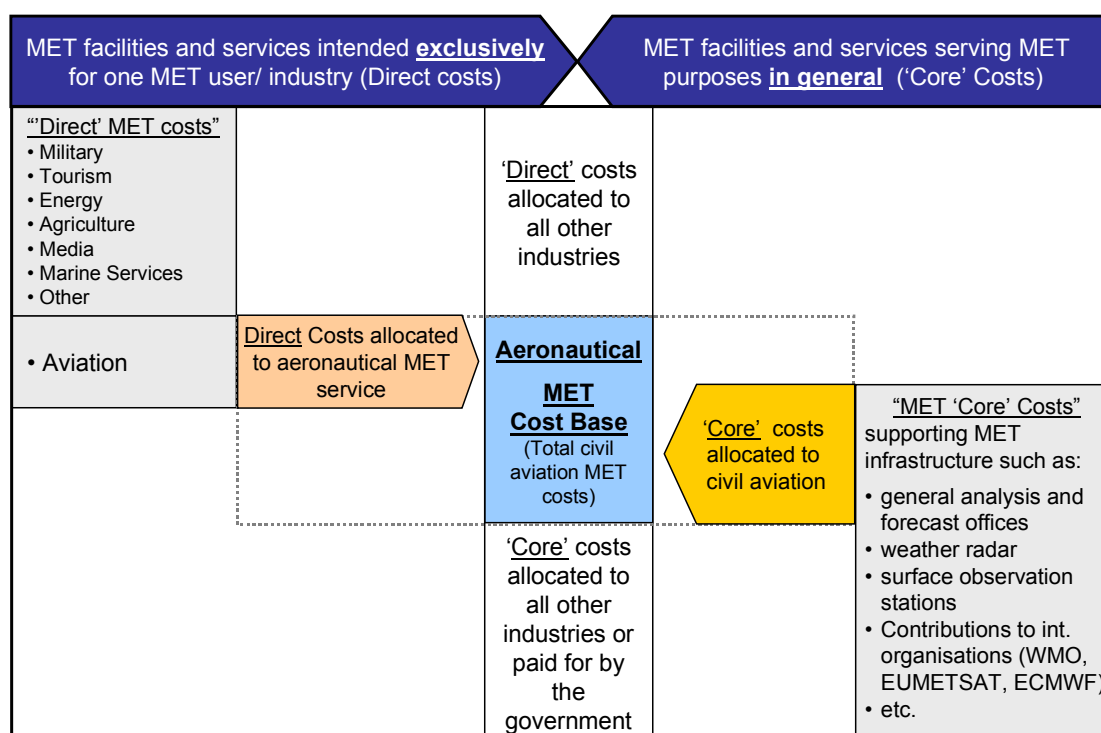 MET facilities and services intended exclusively
for one MET user/ industry (Direct costs)
MET facilities and services serving MET
purposes in general (‘Core’ Costs)
“’Direct’ MET costs”
• Military
• Tourism
• Energy
• Agriculture
• Media
• Marine Services
• Other
• Aviation
Direct Costs allocated
to aeronautical MET
service
‘Direct’ costs
allocated to
all other
industries
Aeronautical
MET
Cost Base
(Total civil
aviation MET
costs)
‘Core’ costs
allocated to
all other
industries or
paid for by
the
government
‘Core’ costs
allocated to
civil aviation
“MET ‘Core’ Costs”
supporting MET
infrastructure such as:
• general analysis and
forecast offices
• weather radar
• surface observation
stations
• Contributions to int.
organisations (WMO,
EUMETSAT, ECMWF)
• etc.